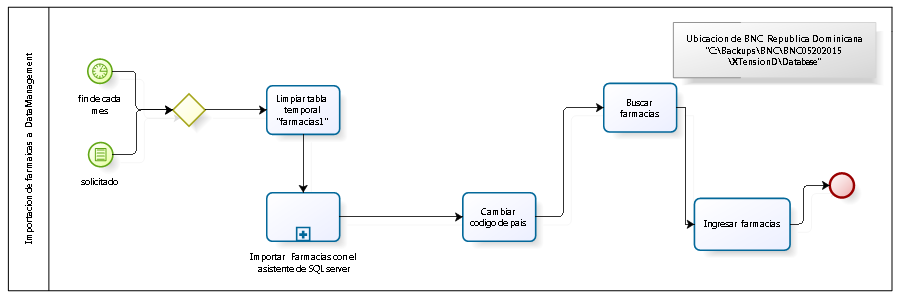 Importacion de farmaicas a DataManagement
fin de cada
mes
solicitado
Limpiar tabla
temporal
"farmacias1"
Importar Farmacias con el
asistente de SQL server
Cambiar
codigo de pais
Buscar
farmacias
Ingresar farmacias
Ubicacion de BNC Republica Dominicana
"C:\Backups\BNC\BNC05202015
\XTensionD\Database"